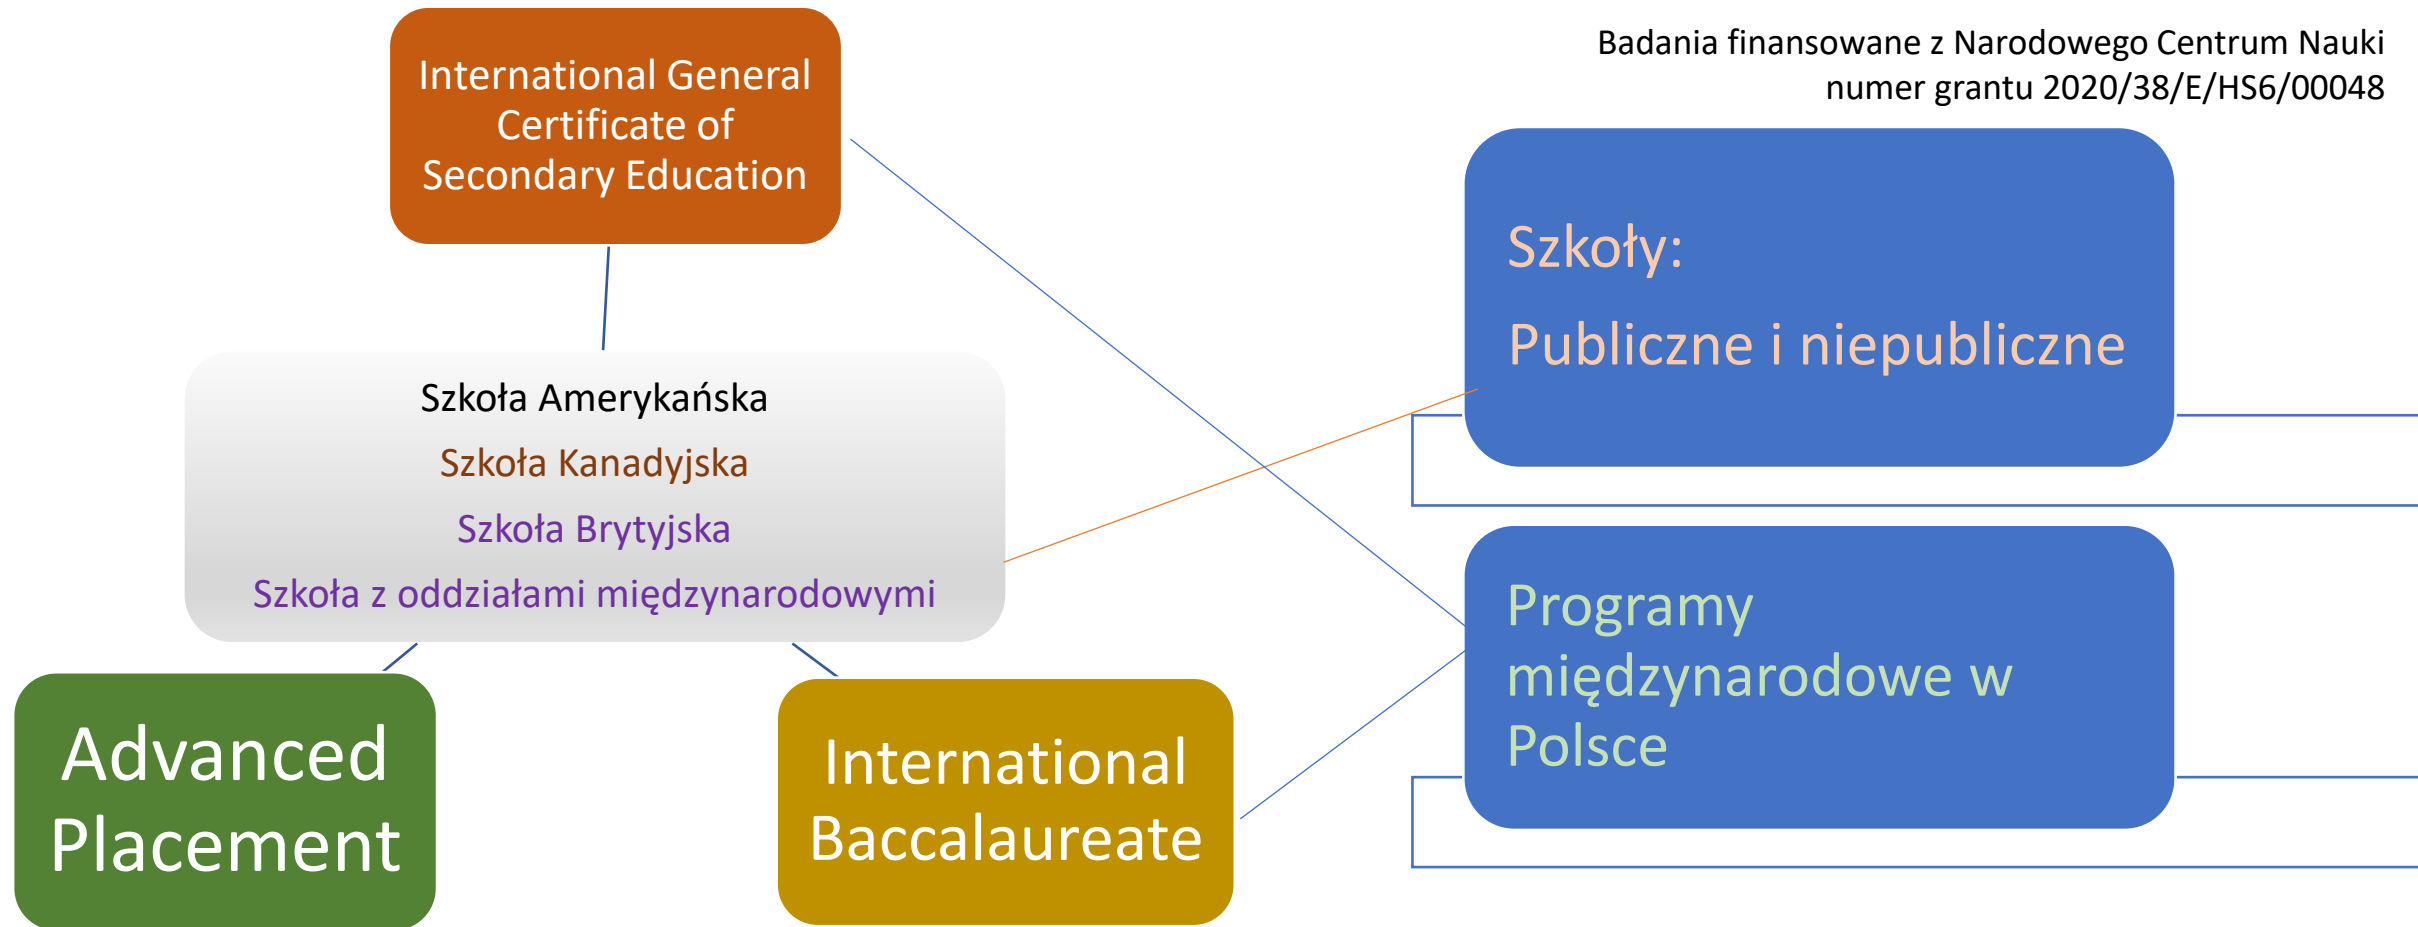 International General
Certificate of
Secondary Education
Badania finansowane z Narodowego Centrum Nauki
numer grantu 2020/38/E/HS6/00048
Szkoła Amerykańska
Szkoła Kanadyjska
Szkoła Brytyjska
Szkoła z oddziałami międzynarodowymi
Advanced
Placement
International
Baccalaureate
Szkoły:
Publiczne i niepubliczne
Programy
międzynarodowe w
Polsce